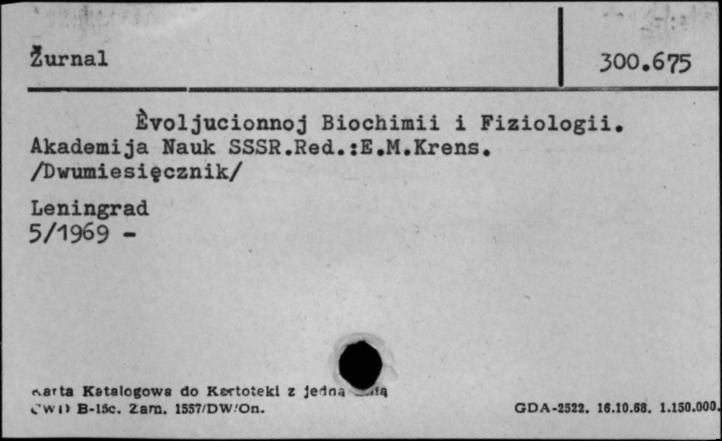 Žurnal
300.675
Èvoljucionnoj Biochimii i Fiziologii.
Akademija Nauk SSSR.Red.:E.M.Krens.
/Dwumiesięcznik/
Leningrad
5/1969 -
Karta Katalogowa do Kartoteki z jedną
CWD B-15c. Zam. 1557/DW/On.
GDA-2522. 16.10.68. 1.150.000.